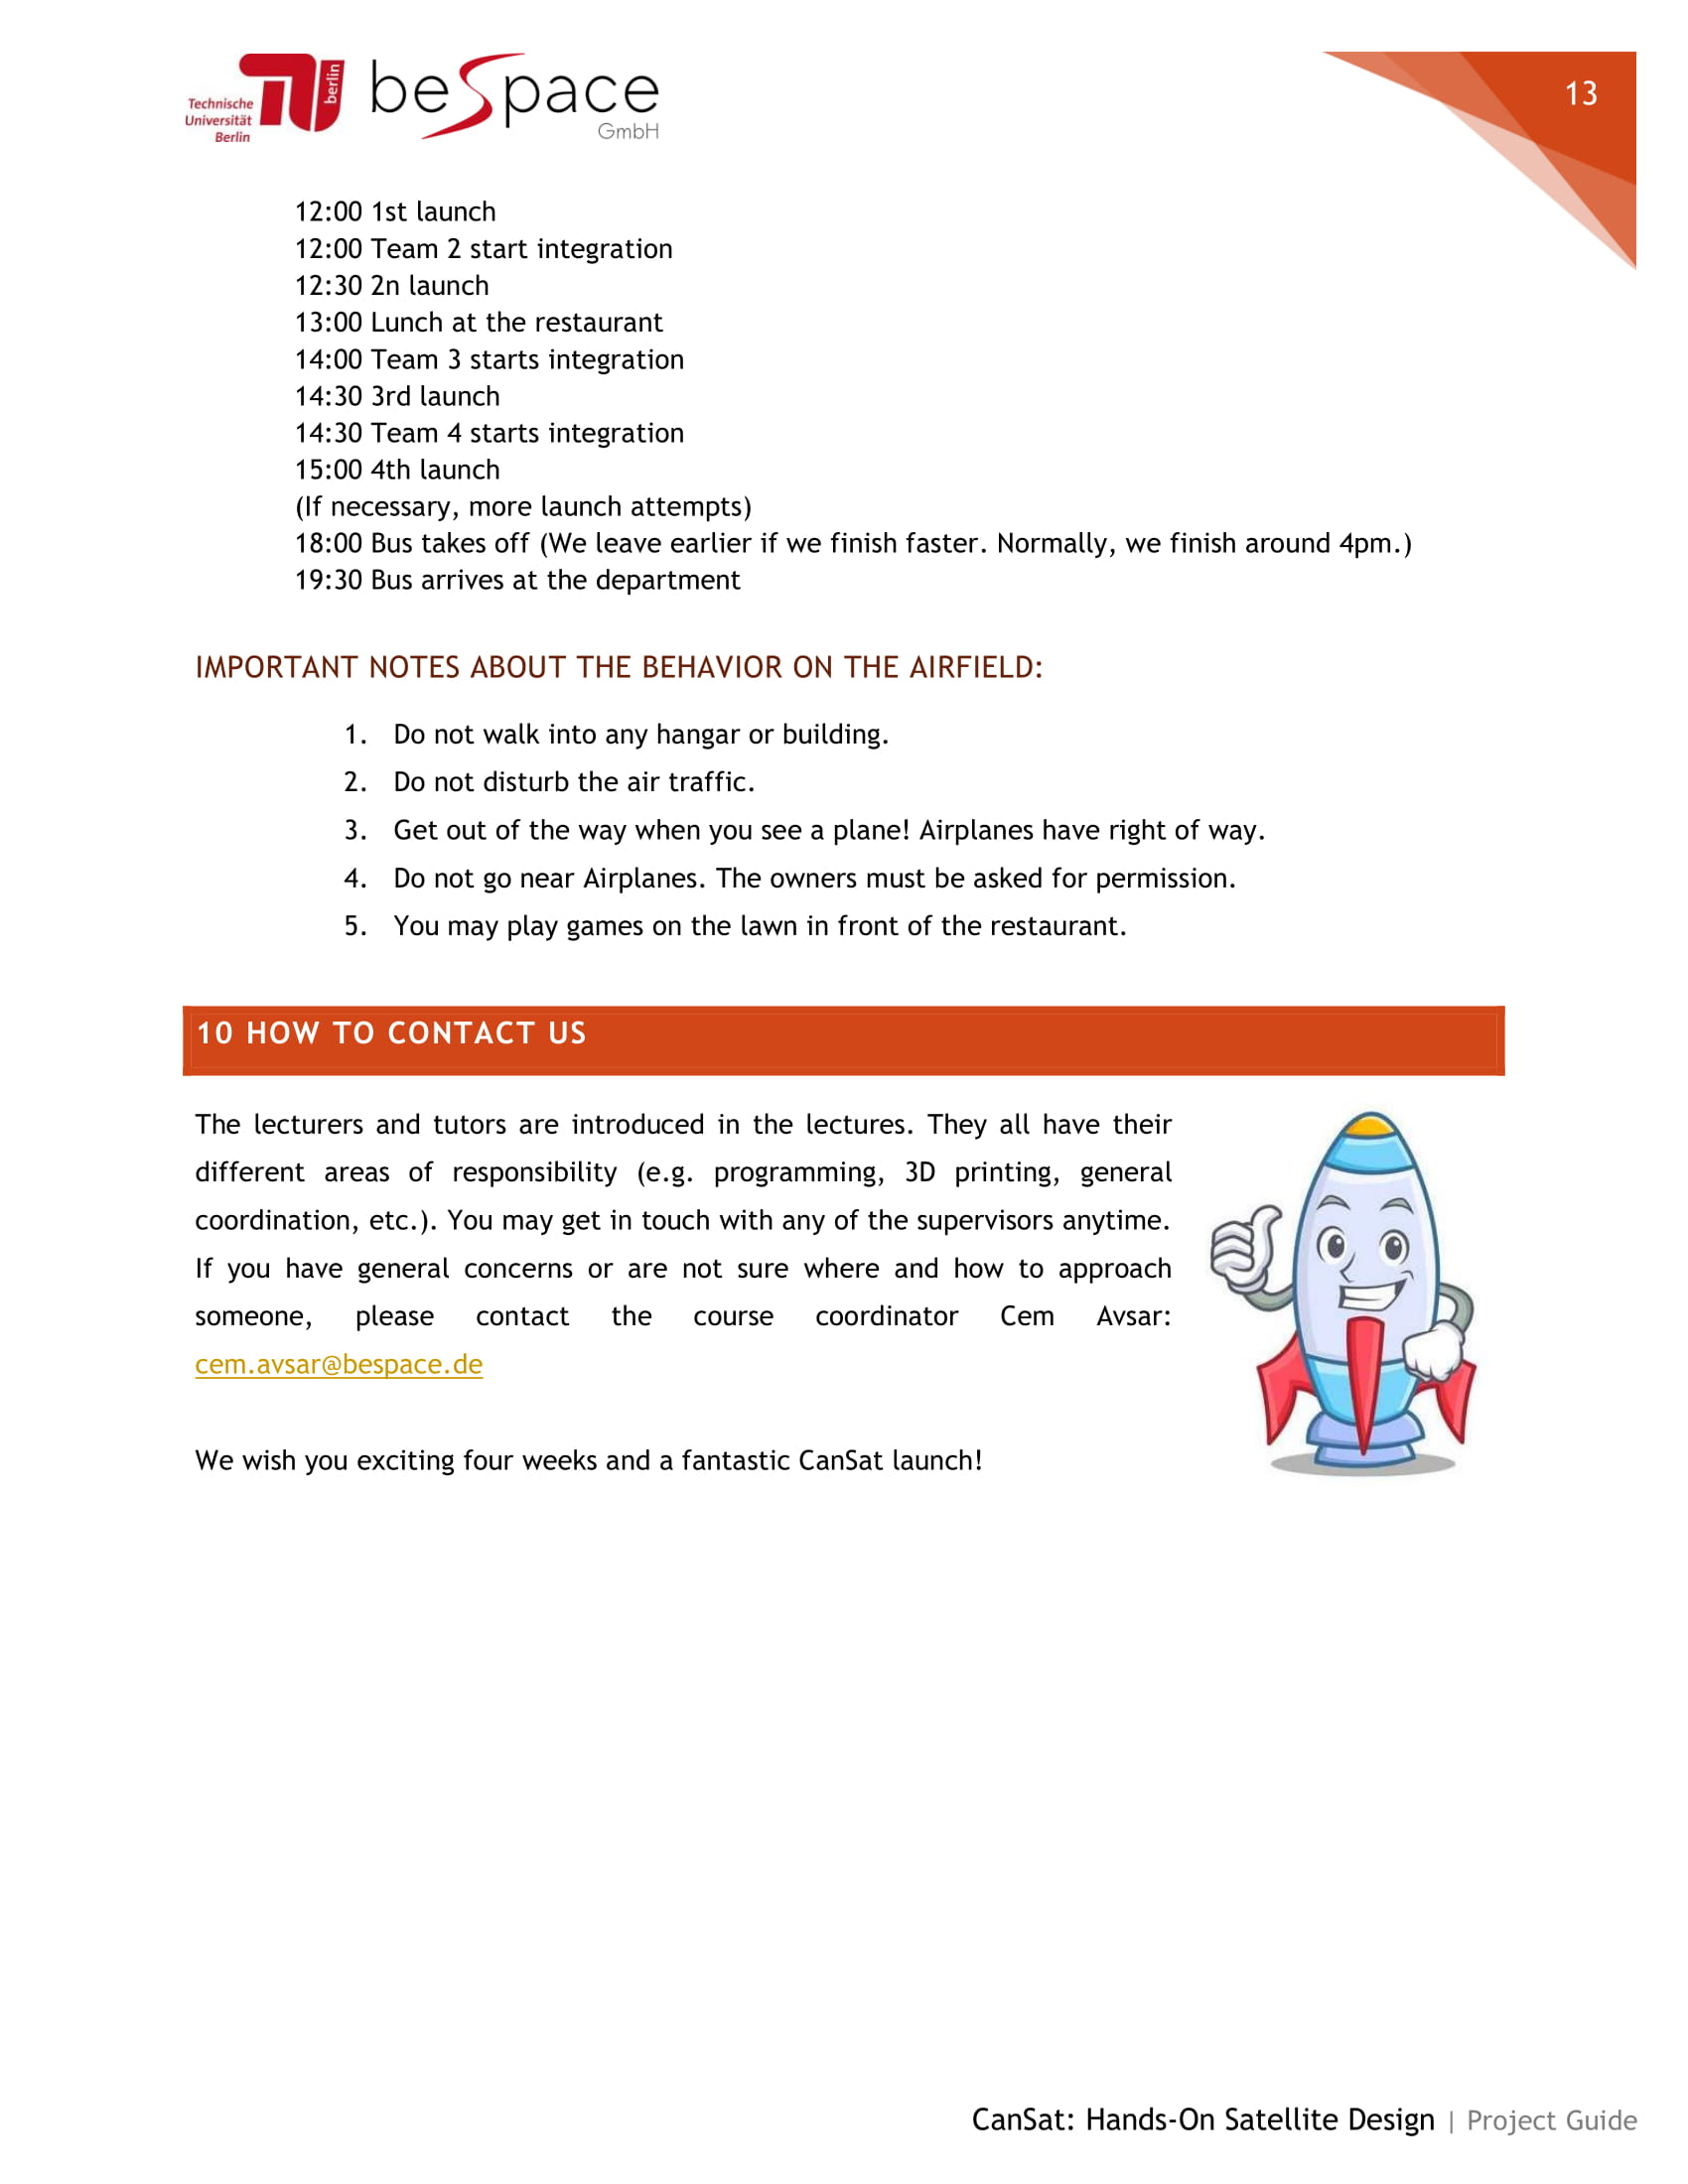 Technische
Universität
Berlin
berlin
bespace
GmbH
13
12:00 1st launch
12:00 Team 2 start integration
12:30 2n launch
13:00 Lunch at the restaurant
14:00 Team 3 starts integration
14:30 3rd launch
14:30 Team 4 starts integration
15:00 4th launch
(If necessary, more launch attempts)
18:00 Bus takes off (We leave earlier if we finish faster. Normally, we finish around 4pm.)
19:30 Bus arrives at the department
IMPORTANT NOTES ABOUT THE BEHAVIOR ON THE AIRFIELD:
1. Do not walk into any hangar or building.
2. Do not disturb the air traffic.
3. Get out of the way when you see a plane! Airplanes have right of way.
4. Do not go near Airplanes. The owners must be asked for permission.
5. You may play games on the lawn in front of the restaurant.
10 HOW TO CONTACT US
The lecturers and tutors are introduced in the lectures. They all have their
different areas of responsibility (e.g. programming, 3D printing, general
coordination, etc.). You may get in touch with any of the supervisors anytime.
If you have general concerns or are not sure where and how to approach
someone, please contact the course coordinator Cem Avsar:
cem.avsar@bespace.de
We wish you exciting four weeks and a fantastic CanSat launch!
CanSat: Hands-On Satellite Design | Project Guide